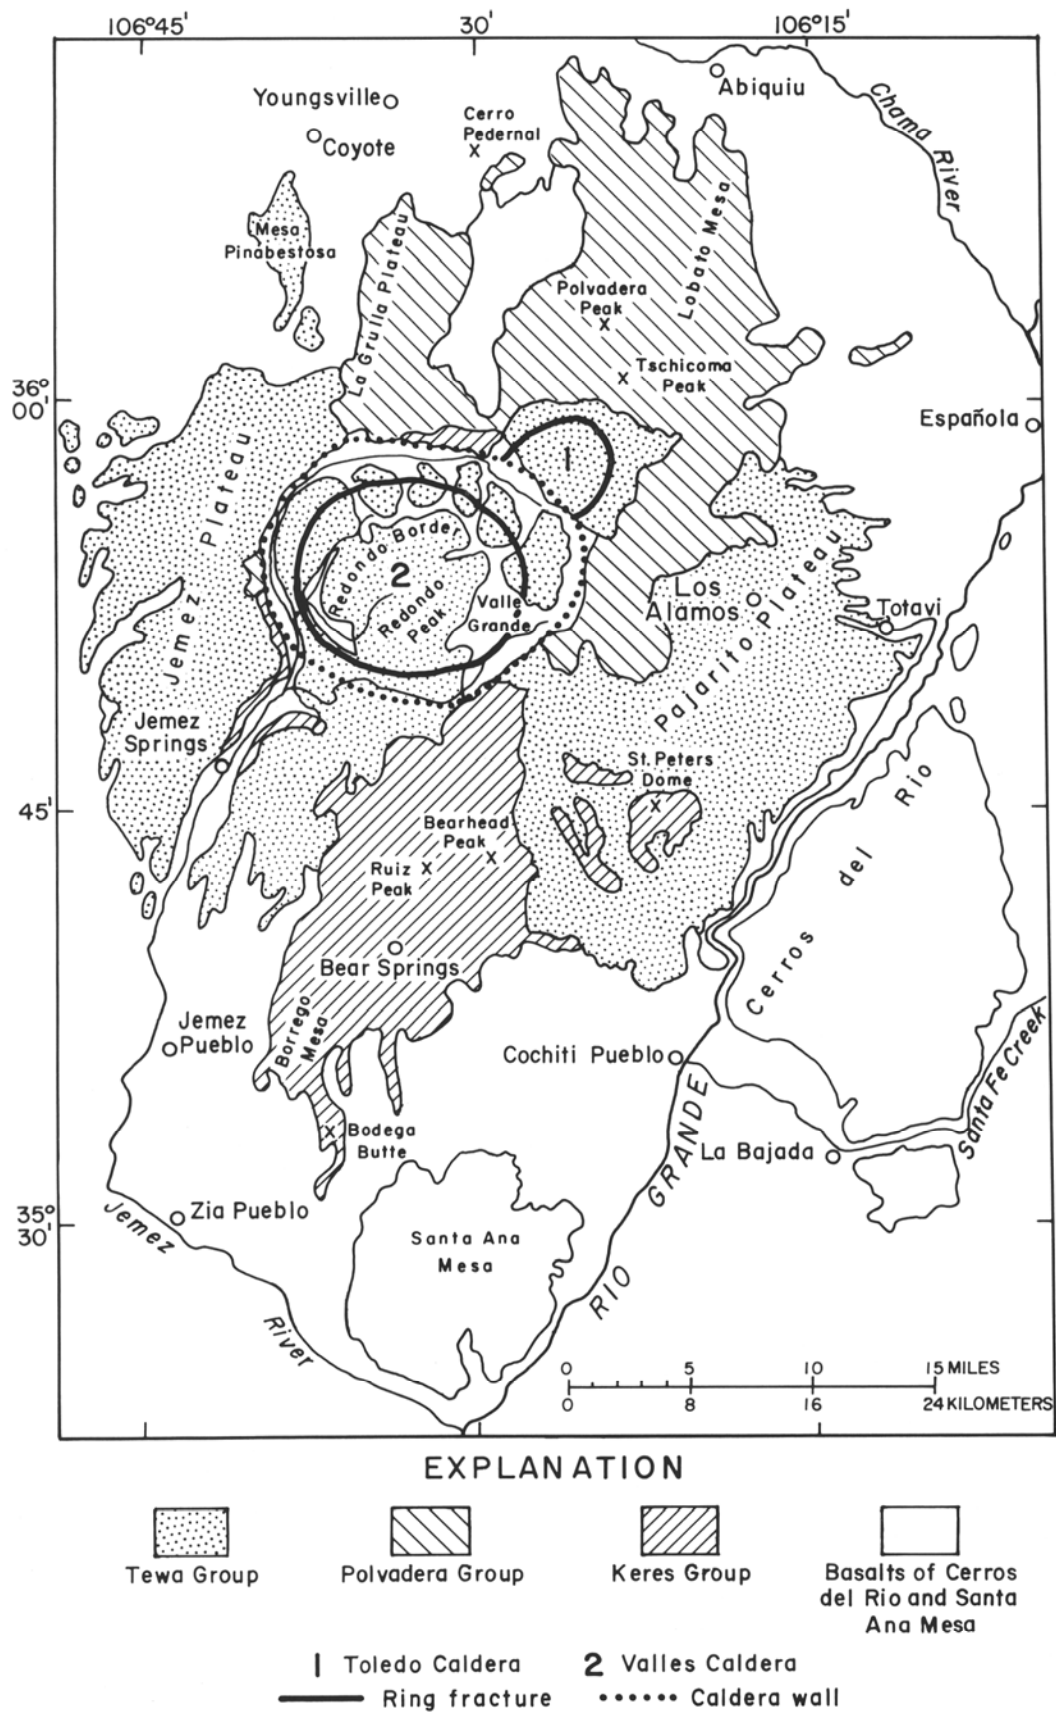 106°45'
30'
106°15'
Abiquiu
Youngsville
Chama RIVER
Cerro
Pedernal
Coyote
Mesa
Pinabestosa
La Grulla Plateau
Lobato Mesa
Polvadera
Peak
Tschicoma
Peak
36°
00'
Española
1
Jemez Plateau
Redondo Border
2
Redondo
Peak
Valle
Grande
Los
Alamos
Totavi
Pajarito Plateau
Jemez
Springs
St. Peters
Dome
45'
Bearhead
Peak
Ruiz
Peak
Cerros del Rio
Bear Springs
Borrego
Mesa
Jemez
Pueblo
Cochiti Pueblo
Santa Fe Creek
Bodega
Butte
La Bajada
RIO GRANDE
Zia Pueblo
35°
30'
Jemez River
Santa Ana
Mesa
0 5 10 15 MILES
0 8 16 24 KILOMETERS
EXPLANATION
Tewa Group
Polvadera Group
Keres Group
Basalts of Cerros
del Rio and Santa
Ana Mesa
1 Toledo Caldera
2 Valles Caldera
Ring fracture
Caldera wall